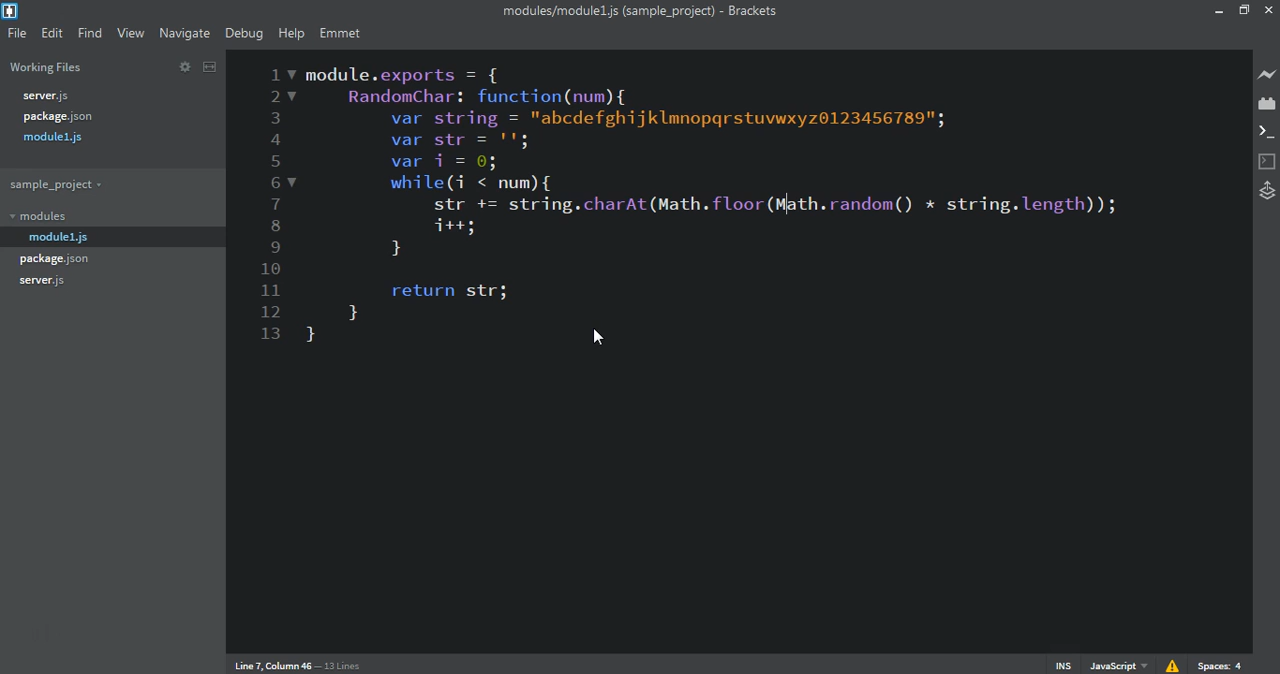 modules/module1.js (sample_project) - Brackets
File Edit Find View Navigate Debug Help Emmet
Working Files
server.js
package.json
module1.js
sample_project
modules
module1.js
package.json
server.js
1 module.exports = {
2 RandomChar: function(num){
3 var string = "abcdefghijklmnopqrstuvwxyz0123456789";
4 var str = '';
5 var i = 0;
6 while(i < num){
7 str += string.charAt(Math.floor(Math.random() * string.length));
8 i++;
9 }
10
11 return str;
12 }
13 }
Line 7, Column 46 — 13 Lines
INS JavaScript Spaces: 4